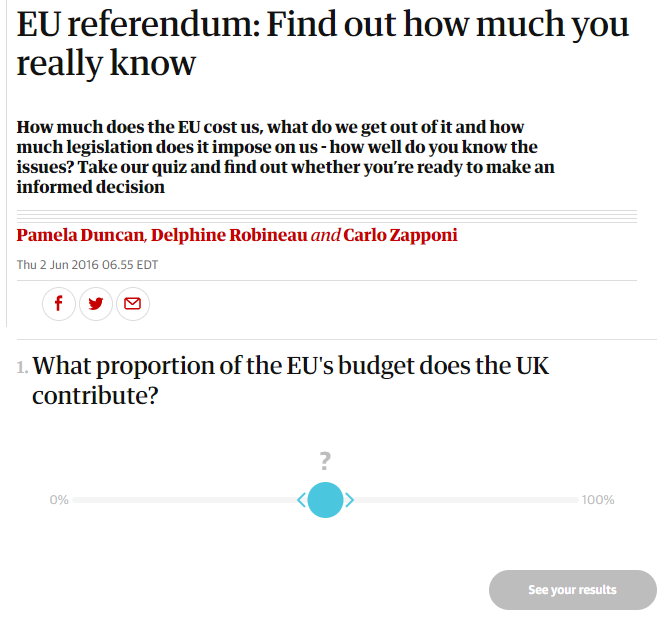 EU referendum: Find out how much you
really know
How much does the EU cost us, what do we get out of it and how
much legislation does it impose on us - how well do you know the
issues? Take our quiz and find out whether you’re ready to make an
informed decision
Pamela Duncan, Delphine Robineau and Carlo Zapponi
Thu 2 Jun 2016 06.55 EDT
1. What proportion of the EU's budget does the UK
contribute?
?
0% 100%
See your results